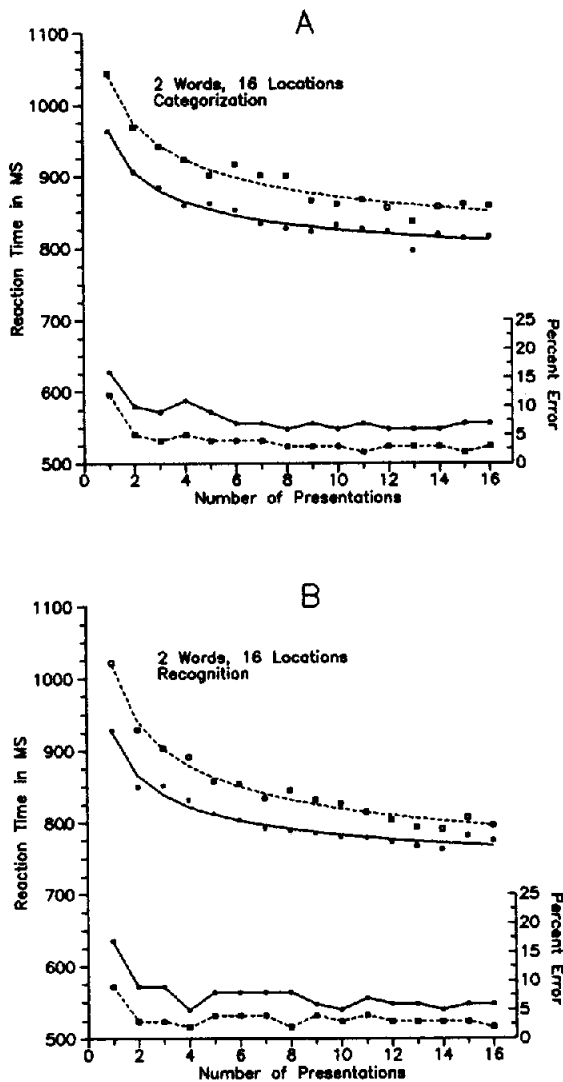 A
1100
1000
900
800
700
600
500
Reaction Time in MS
2 Words, 16 Locations
Categorization
25
20
15
10
5
0
Percent Error
0 2 4 6 8 10 12 14 16
Number of Presentations
B
1100
1000
900
800
700
600
500
Reaction Time in MS
2 Words, 16 Locations
Recognition
25
20
15
10
5
0
Percent Error
0 2 4 6 8 10 12 14 16
Number of Presentations